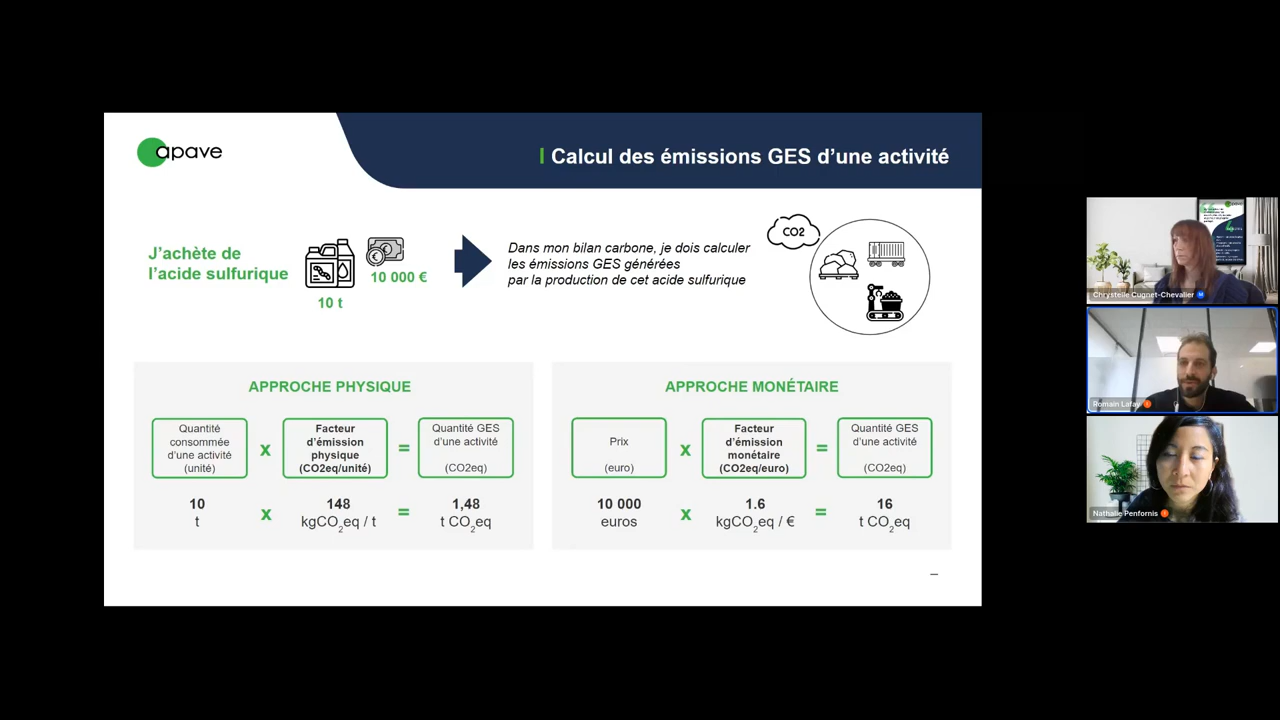 apave
Calcul des émissions GES d'une activité
J'achète de
l'acide sulfurique
10 000 €
10 t
Dans mon bilan carbone, je dois calculer
les émissions GES générées
par la production de cet acide sulfurique
CO2
APPROCHE PHYSIQUE
Quantité
consommée
d'une activité
(unité)
x
Facteur
d'émission
physique
(CO2eq/unité)
=
Quantité GES
d'une activité
(CO2eq)
10
t
x
148
kgCO2eq / t
=
1,48
t CO2eq
APPROCHE MONÉTAIRE
Prix
(euro)
x
Facteur
d'émission
monétaire
(CO2eq/euro)
=
Quantité GES
d'une activité
(CO2eq)
10 000
euros
x
1.6
kgCO2eq / €
=
16
t CO2eq
Chrystelle Cugnet-Chevalier
Romain Lafay
Nathalie Penfornis